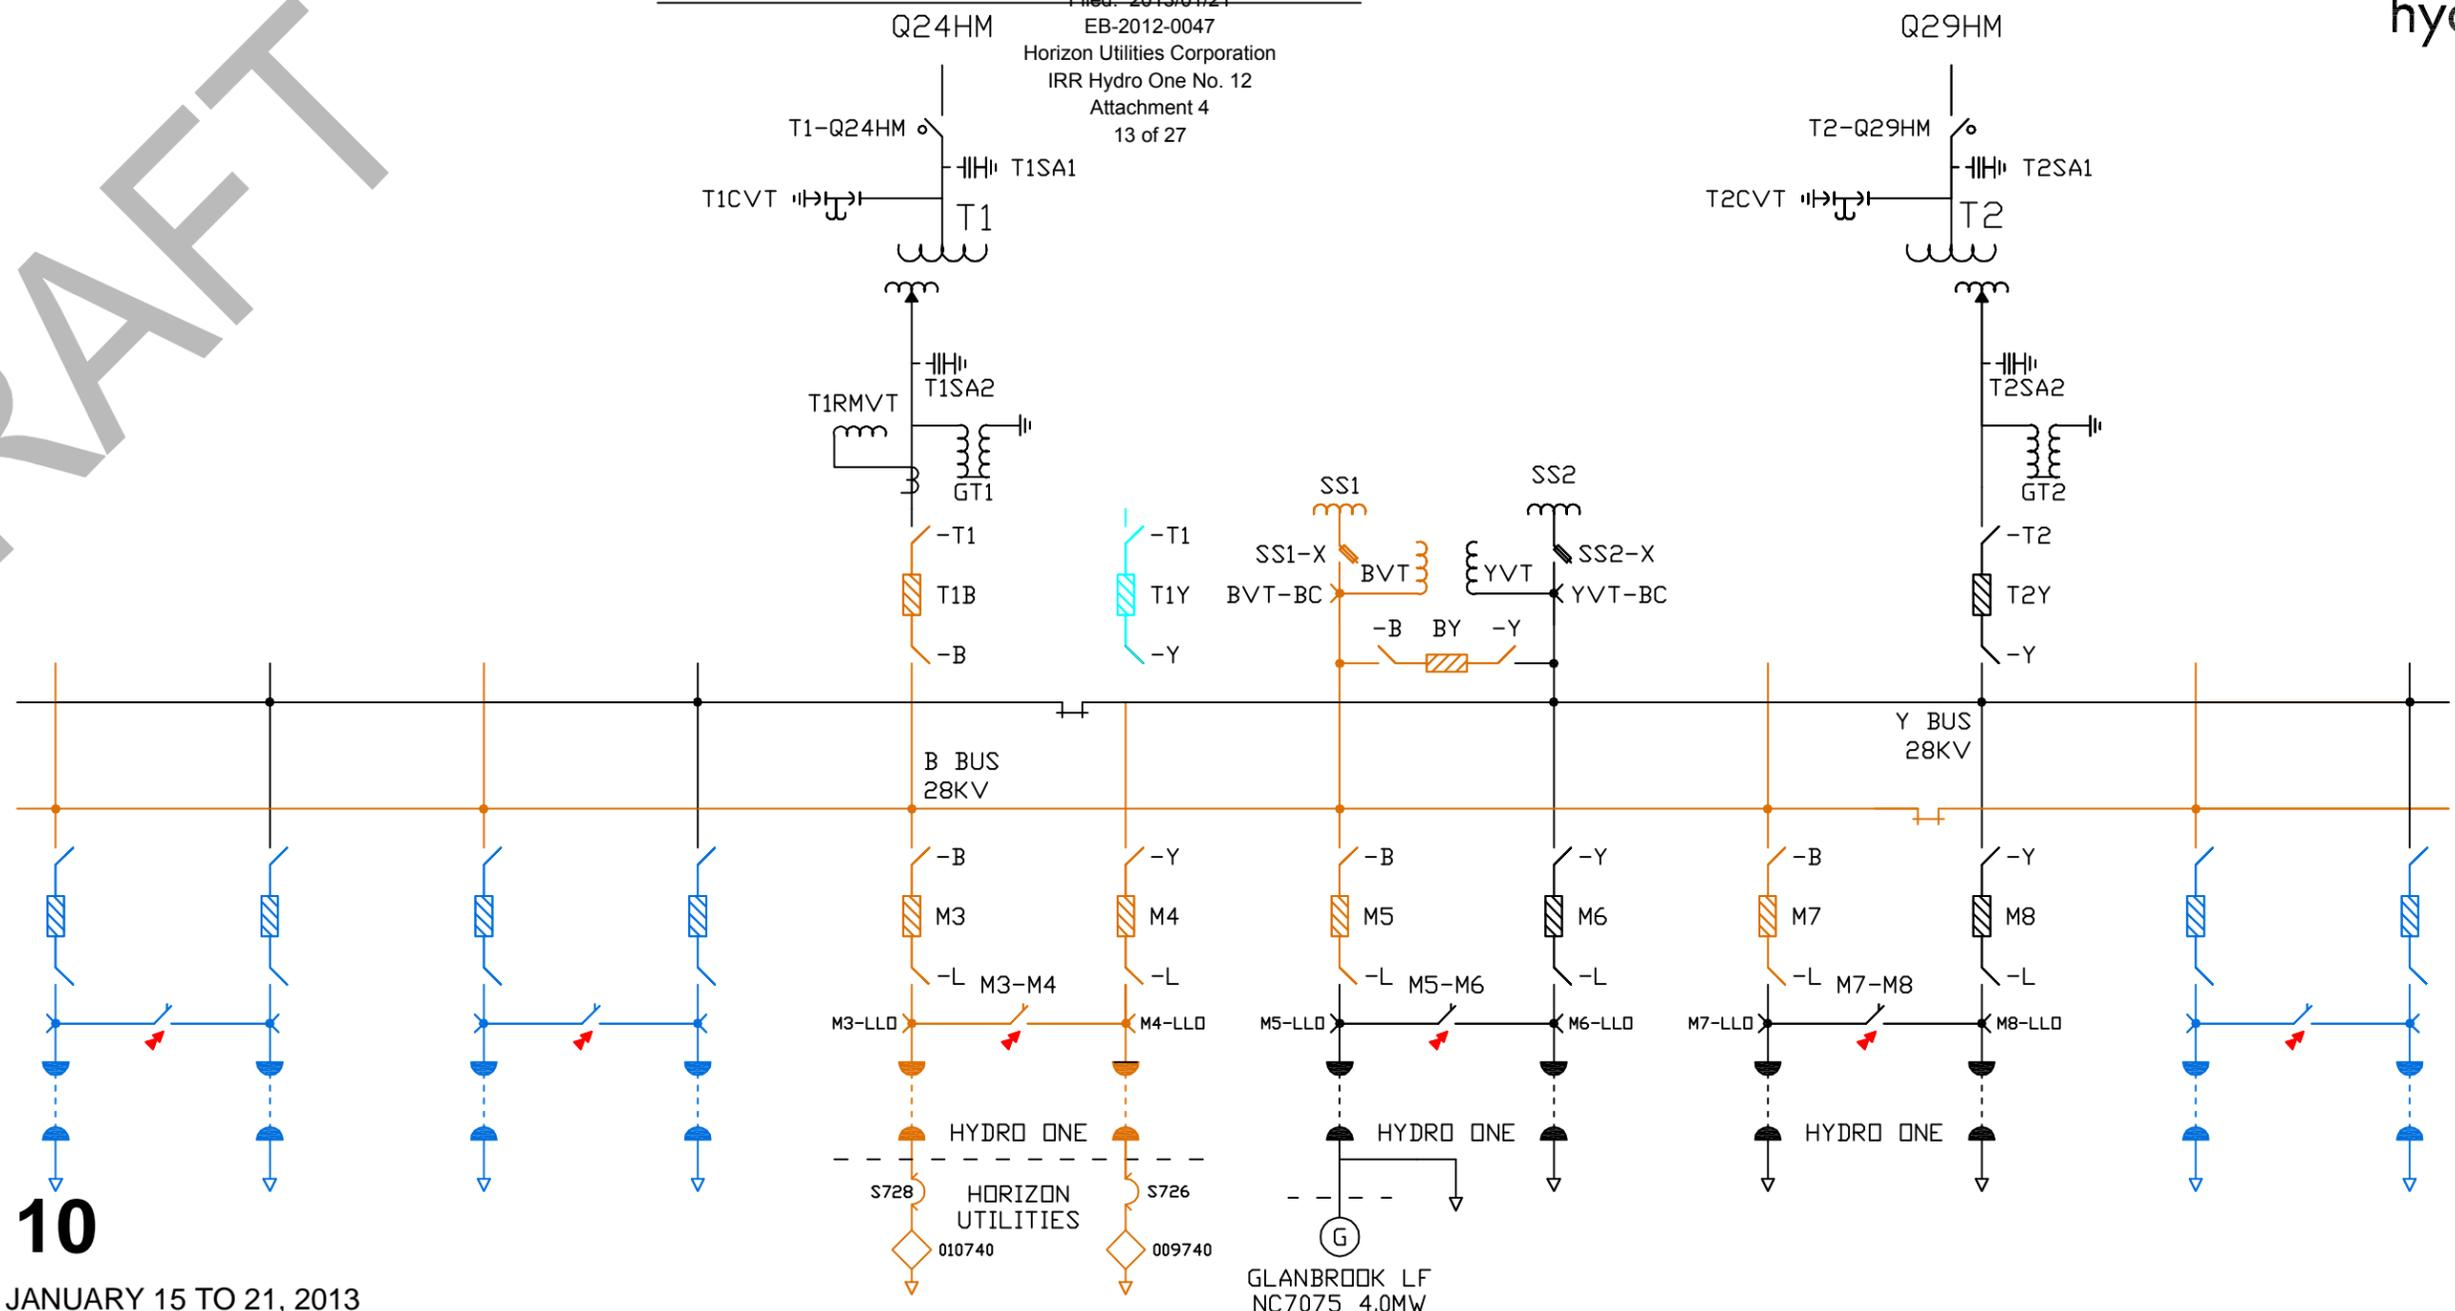 Filed: 2013/01/21
Q24HM
EB-2012-0047
Horizon Utilities Corporation
IRR Hydro One No. 12
Attachment 4
13 of 27
Q29HM
T1-Q24HM
T1SA1
T1CVT
T1
T2-Q29HM
T2SA1
T2CVT
T2
T1SA2
T1RMVT
GT1
T2SA2
GT2
SS1
SS2
-T1
-T1
SS1-X
BVT
YVT
SS2-X
-T2
T1B
T1Y
BVT-BC
YVT-BC
T2Y
-B
-Y
-B BY -Y
-Y
B BUS
28KV
Y BUS
28KV
-B
-Y
-B
-Y
-B
-Y
M3
M4
M5
M6
M7
M8
-L
M3-M4
-L
-L
M5-M6
-L
-L
M7-M8
-L
M3-LLO
M4-LLO
M5-LLO
M6-LLO
M7-LLO
M8-LLO
HYDRO ONE
HYDRO ONE
HYDRO ONE
S728
HORIZON
UTILITIES
S726
010740
009740
G
GLANBROOK LF
NC7075 4.0MW
10
JANUARY 15 TO 21, 2013